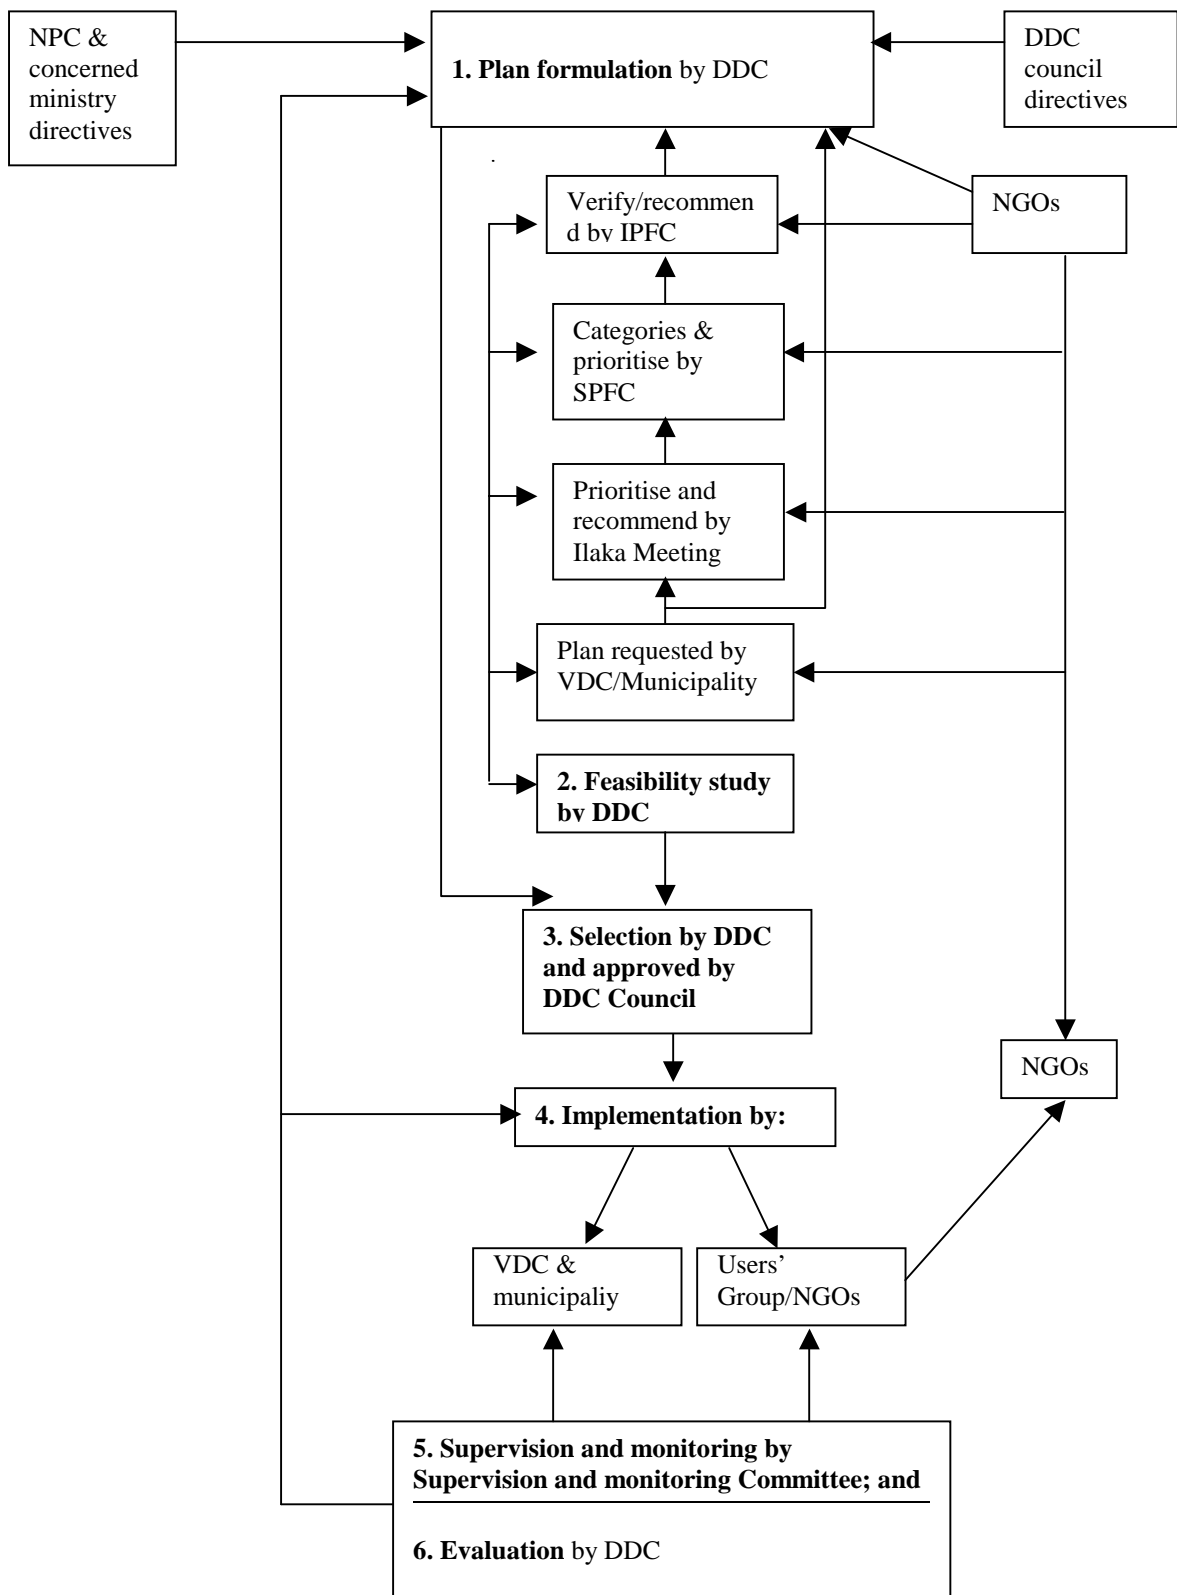 NPC &
concerned
ministry
directives
1. Plan formulation by DDC
DDC
council
directives
.
Verify/recommen
d by IPFC
NGOs
Categories &
prioritise by
SPFC
Prioritise and
recommend by
Ilaka Meeting
Plan requested by
VDC/Municipality
2. Feasibility study
by DDC
3. Selection by DDC
and approved by
DDC Council
NGOs
4. Implementation by:
VDC &
municipaliy
Users’
Group/NGOs
5. Supervision and monitoring by
Supervision and monitoring Committee; and
6. Evaluation by DDC